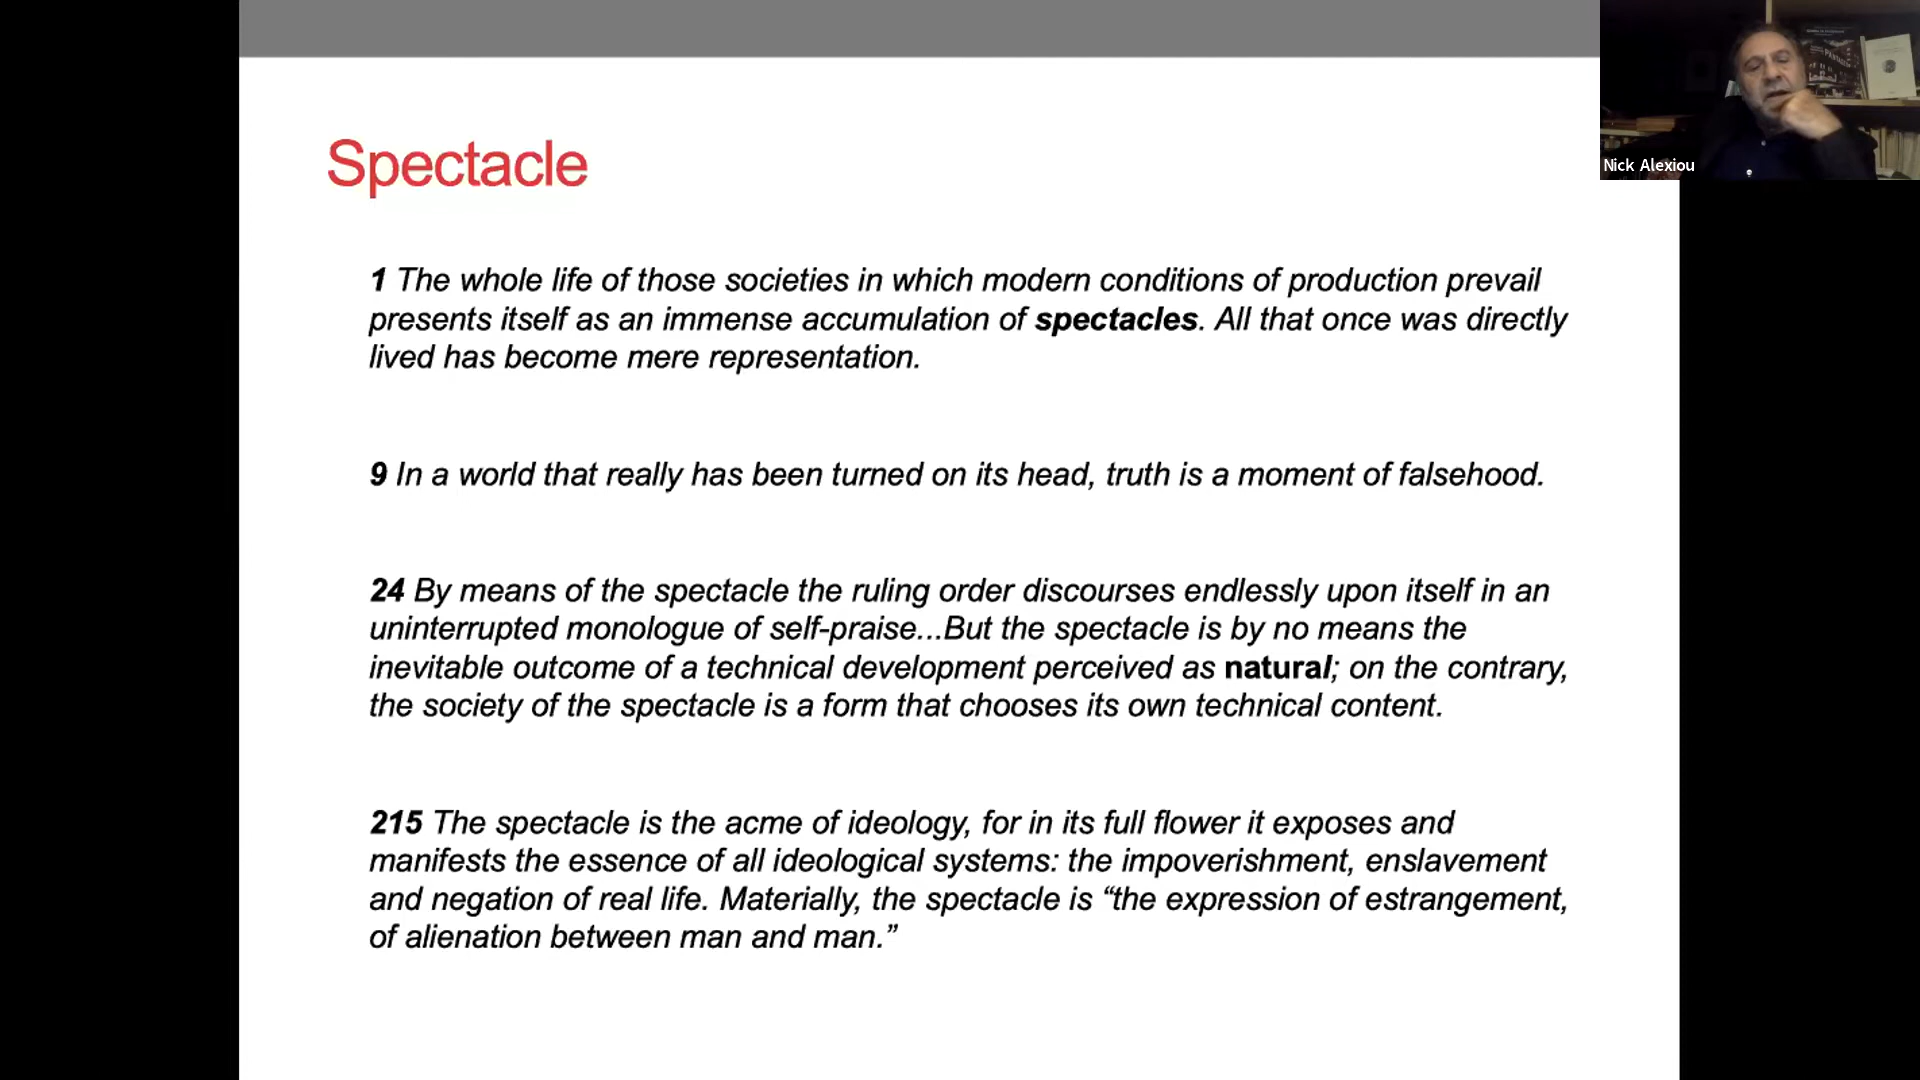 Spectacle
1 The whole life of those societies in which modern conditions of production prevail
presents itself as an immense accumulation of spectacles. All that once was directly
lived has become mere representation.
9 In a world that really has been turned on its head, truth is a moment of falsehood.
24 By means of the spectacle the ruling order discourses endlessly upon itself in an
uninterrupted monologue of self-praise...But the spectacle is by no means the
inevitable outcome of a technical development perceived as natural; on the contrary,
the society of the spectacle is a form that chooses its own technical content.
215 The spectacle is the acme of ideology, for in its full flower it exposes and
manifests the essence of all ideological systems: the impoverishment, enslavement
and negation of real life. Materially, the spectacle is “the expression of estrangement,
of alienation between man and man.”
Nick Alexiou